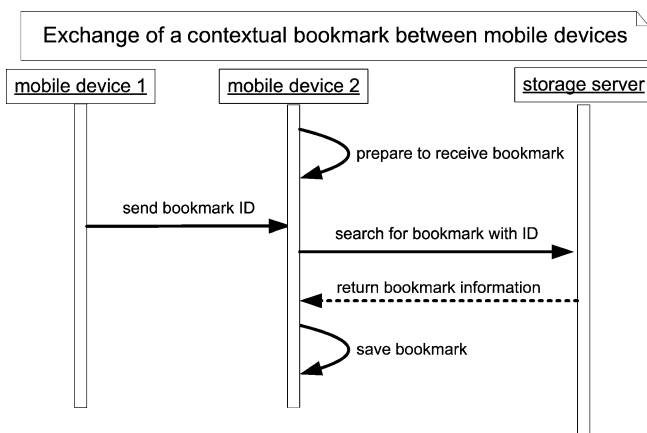 Exchange of a contextual bookmark between mobile devices
mobile device 1
mobile device 2
storage server
prepare to receive bookmark
send bookmark ID
search for bookmark with ID
return bookmark information
save bookmark